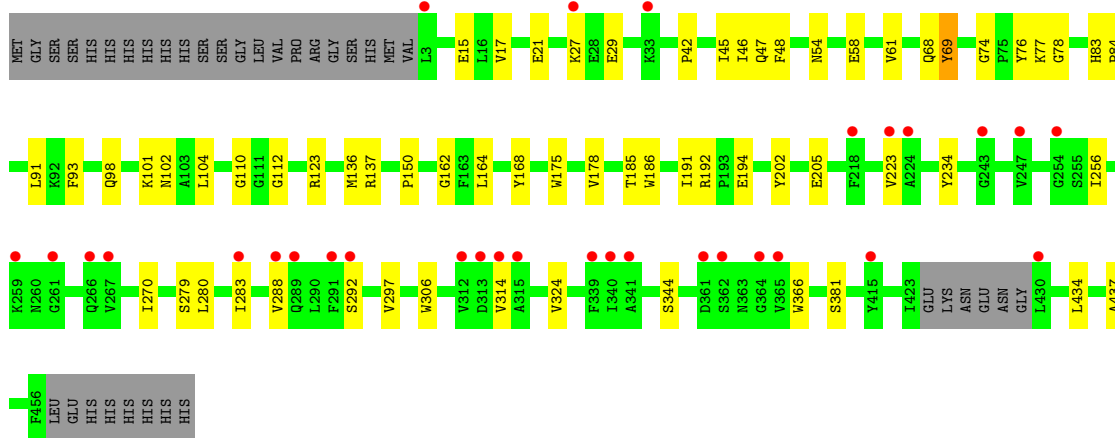 MET GLY SER SER HIS HIS HIS HIS HIS HIS SER SER GLY LEU VAL PRO ARG GLY SER HIS MET VAL L3 E15 L16 V17 E21 K27 E28 E29 K33 P42 I45 I46 Q47 F48 N54 E58 V61 Q68 Y69 G74 P75 Y76 K77 G78 H83
L91 K92 F93 Q98 K101 N102 A103 L104 G110 G111 G112 R123 M136 R137 P150 G162 F163 L164 Y168 W175 V178 T185 W186 I191 R192 P193 E194 Y202 E205 F218 V223 A224 Y234 G243 V247 G254 S255 I256
K259 N260 G261 Q266 V267 I270 S279 L280 I283 V288 Q289 L290 F291 S292 V297 W306 V312 D313 V314 A315 V324 F339 I340 A341 S344 D361 S362 N363 G364 V365 W366 S381 Y415 I423 GLU LYS ASN GLU ASN GLY L430 L434 A437
F456 LEU GLU HIS HIS HIS HIS HIS HIS